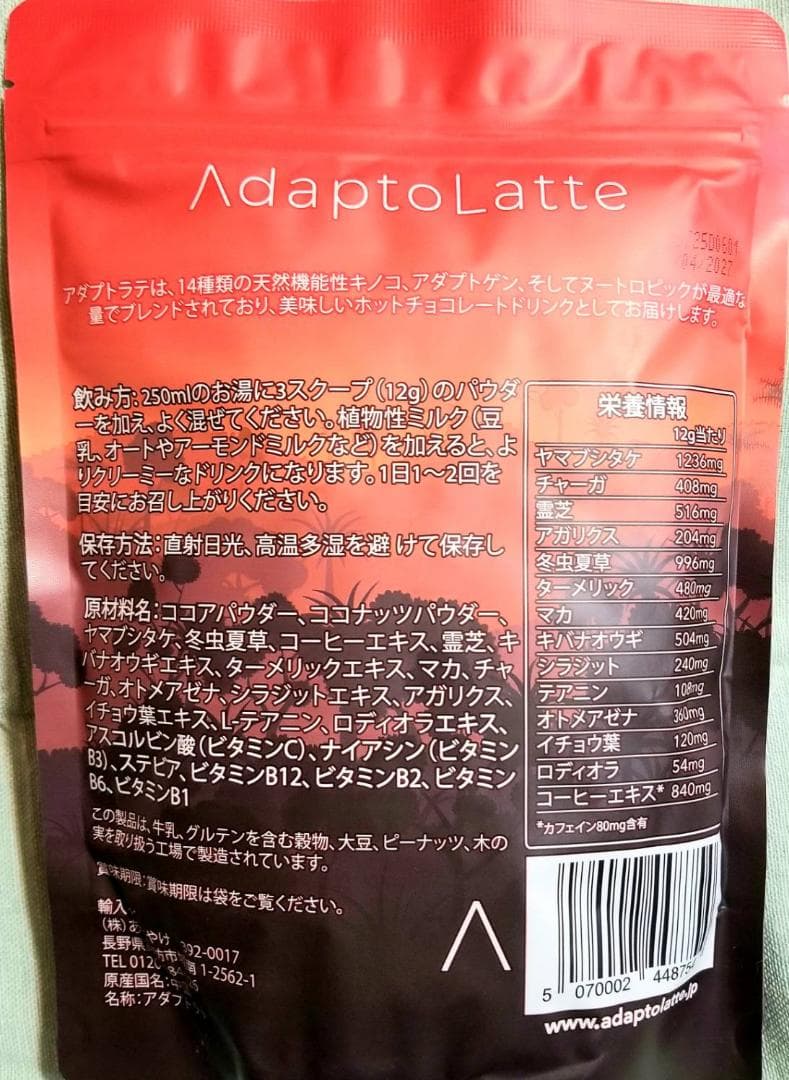 AdaptoLatte
25D0601
04/2027
アダプトラテは、14種類の天然機能性キノコ、アダプトゲン、そしてヌートロピックが最適な
量でブレンドされており、美味しいホットチョコレートドリンクとしてお届けします。
飲み方：250mlのお湯に3スクープ（12g）のパウダ
ーを加え、よく混ぜてください。植物性ミルク（豆
乳、オートやアーモンドミルクなど）を加えると、よ
りクリーミーなドリンクになります。1日1〜2回を
目安にお召し上がりください。
保存方法：直射日光、高温多湿を避 けて保存し
てください。
原材料名：ココアパウダー、ココナッツパウダー、
ヤマブシタケ、冬虫夏草、コーヒーエキス、霊芝、キ
バナオウギエキス、ターメリックエキス、マカ、チャ
ーガ、オトメアゼナ、シラジットエキス、アガリクス、
イチョウ葉エキス、L-テアニン、ロディオラエキス、
アスコルビン酸（ビタミンC）、ナイアシン（ビタミン
B3）、ステビア、ビタミンB12、ビタミンB2、ビタミン
B6、ビタミンB1
この製品は、牛乳、グルテンを含む穀物、大豆、ピーナッツ、木の
実を取り扱う工場で製造されています。
賞味期限：賞味期限は袋をご覧ください。
輸入
(株)あ やけ 392-0017
長野県 訪市 南 1-2562-1
TEL 012
原産国名：
名称：アダプト
栄養情報
12g当たり
ヤマブシタケ 1236mg
チャーガ 408mg
霊芝 516mg
アガリクス 204mg
冬虫夏草 996mg
ターメリック 480mg
マカ 420mg
キバナオウギ 504mg
シラジット 240mg
テアニン 108mg
オトメアゼナ 360mg
イチョウ葉 120mg
ロディオラ 54mg
コーヒーエキス* 840mg
*カフェイン80mg含有
5 070002 44875
www.adaptolatte.jp